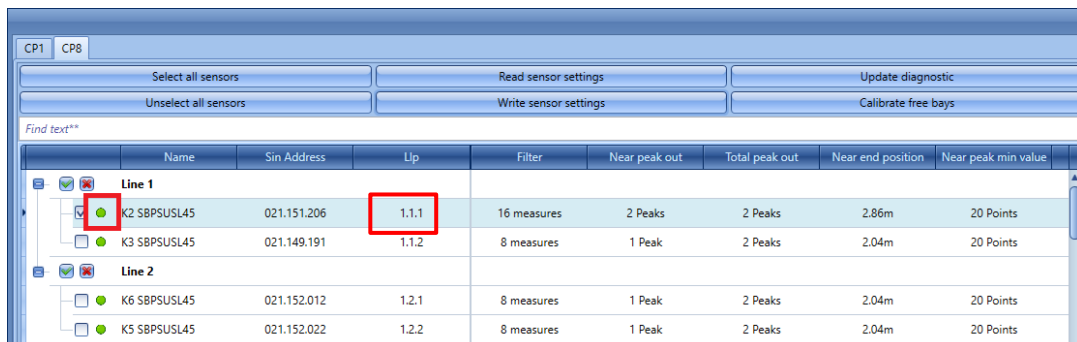 CP1 CP8
Select all sensors Read sensor settings Update diagnostic
Unselect all sensors Write sensor settings Calibrate free bays
Find text**
Name Sin Address Llp Filter Near peak out Total peak out Near end position Near peak min value
Line 1
K2 SBPSUSL45 021.151.206 1.1.1 16 measures 2 Peaks 2 Peaks 2.86m 20 Points
K3 SBPSUSL45 021.149.191 1.1.2 8 measures 1 Peak 2 Peaks 2.04m 20 Points
Line 2
K6 SBPSUSL45 021.152.012 1.2.1 8 measures 1 Peak 2 Peaks 2.04m 20 Points
K5 SBPSUSL45 021.152.022 1.2.2 8 measures 1 Peak 2 Peaks 2.04m 20 Points